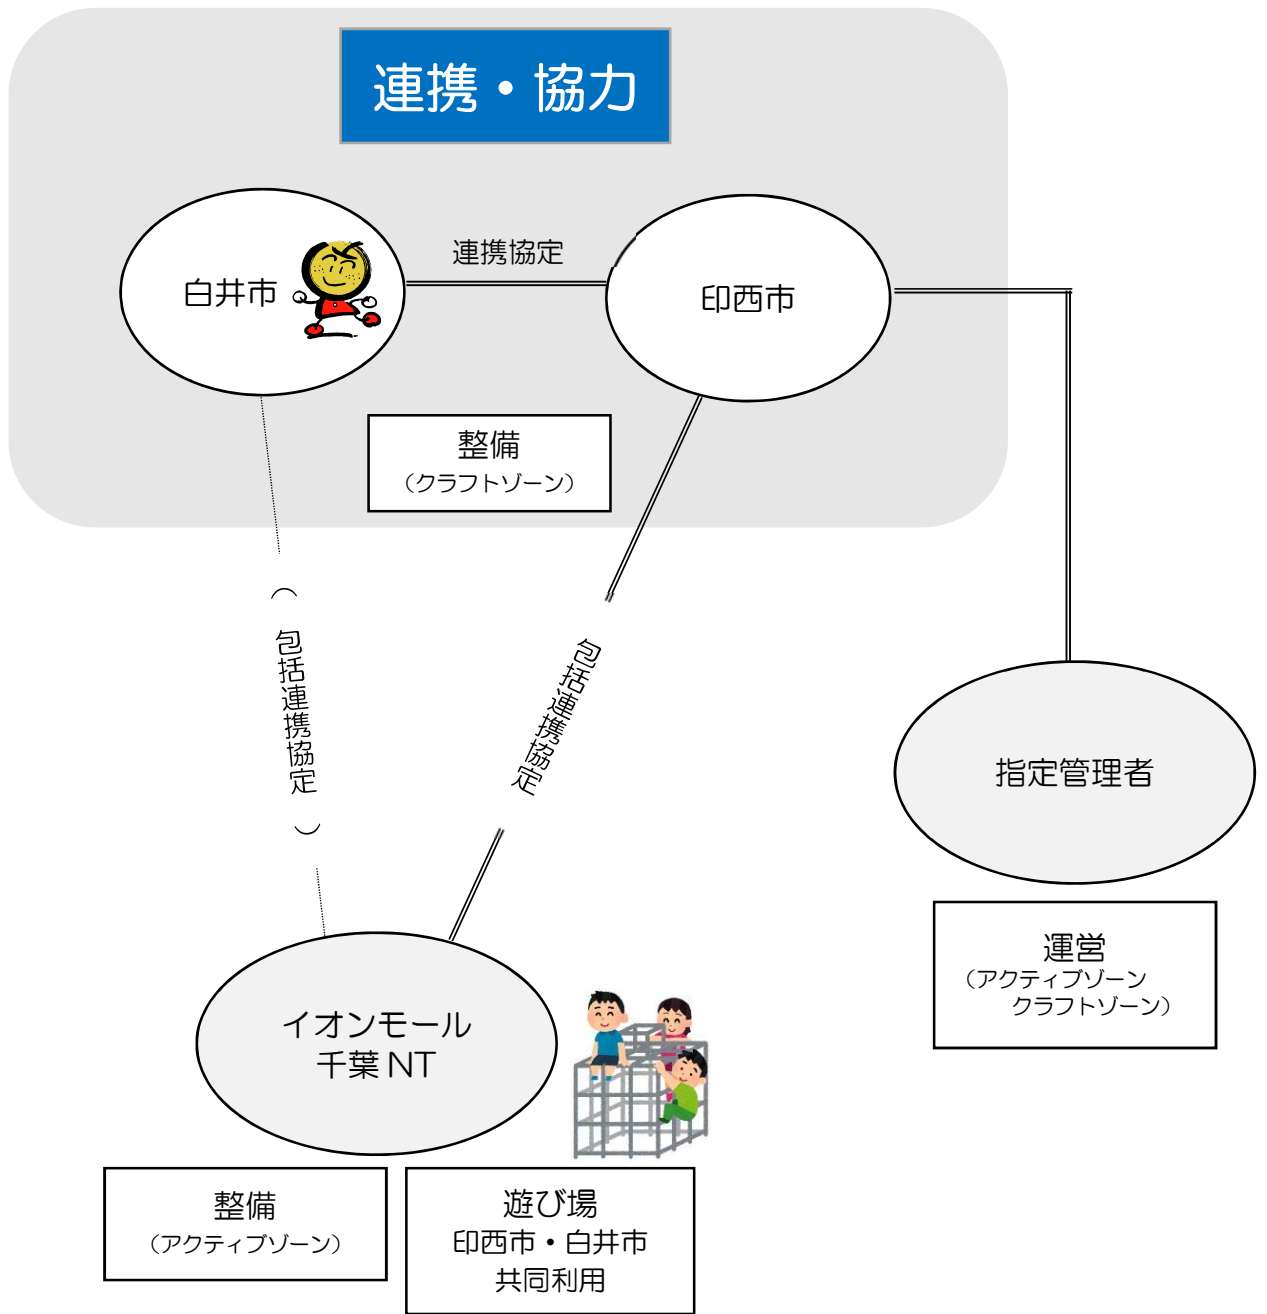 連携・協力
白井市
連携協定
印西市
整備
（クラフトゾーン）
（包括連携協定）
包括連携協定
指定管理者
運営
（アクティブゾーン
クラフトゾーン）
イオンモール
千葉 NT
整備
（アクティブゾーン）
遊び場
印西市・白井市
共同利用